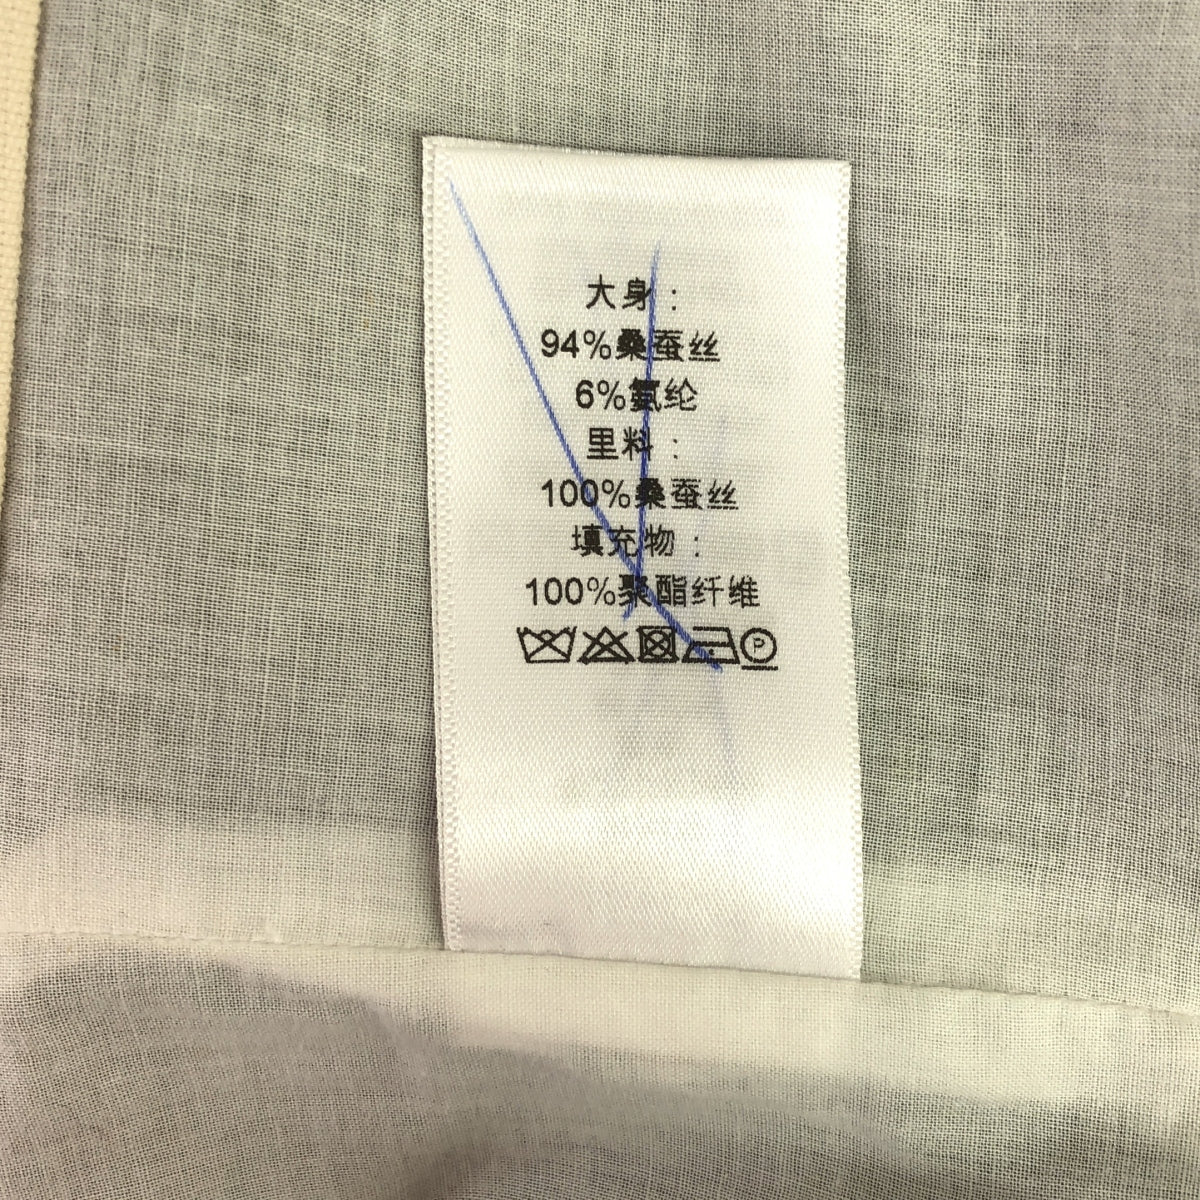 大身：
94%桑蚕丝
6%氨纶
里料：
100%桑蚕丝
填充物：
100%聚酯纤维
P